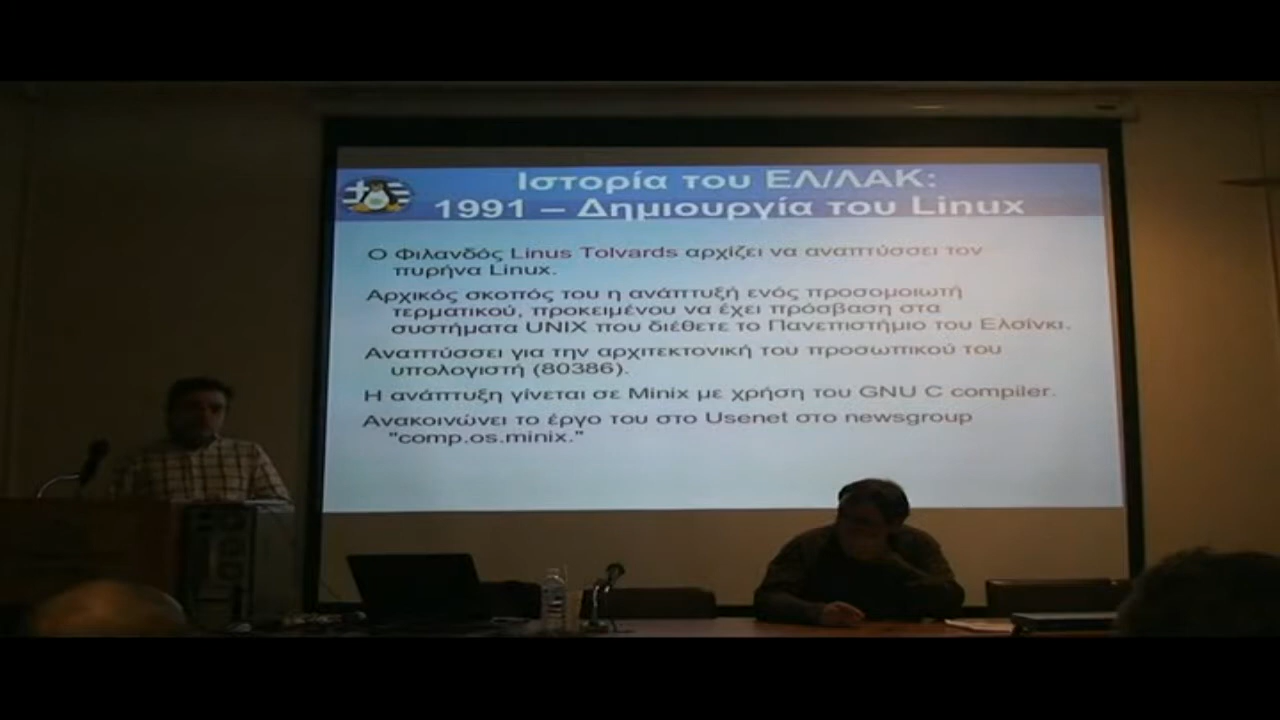 Ιστορία του ΕΛ/ΛΑΚ:
1991 – Δημιουργία του Linux
Ο Φιλανδός Linus Tolvards αρχίζει να αναπτύσσει τον
πυρήνα Linux.
Αρχικός σκοπός του η ανάπτυξή ενός προσομοιωτή
τερματικού, προκειμένου να έχει πρόσβαση στα
συστήματα UNIX που διέθετε το Πανεπιστήμιο του Ελσίνκι.
Αναπτύσσει για την αρχιτεκτονική του προσωπικού του
υπολογιστή (80386).
Η ανάπτυξη γίνεται σε Minix με χρήση του GNU C compiler.
Ανακοινώνει το έργο του στο Usenet στο newsgroup
"comp.os.minix."